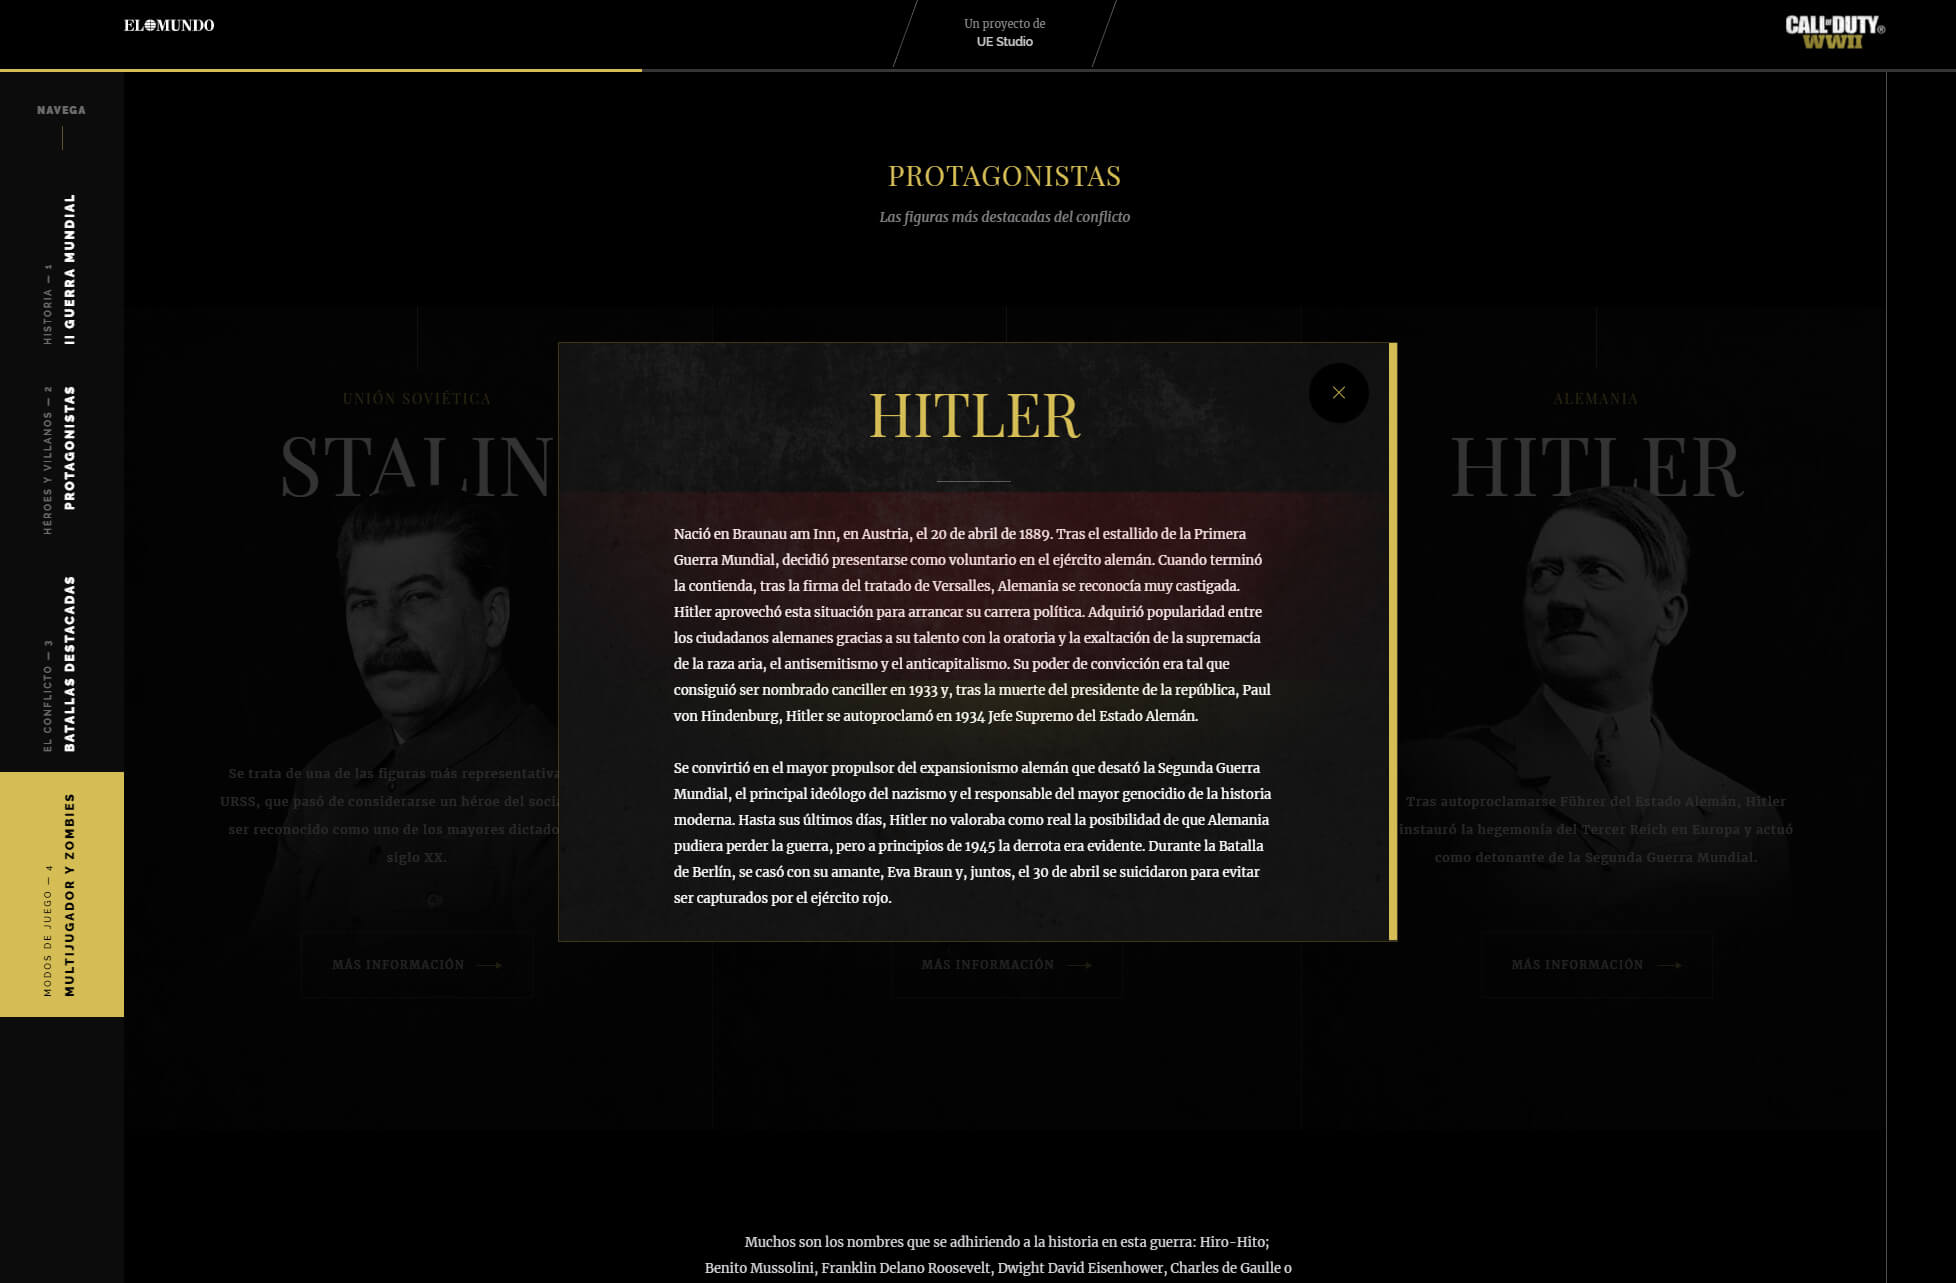 EL MUNDO
Un proyecto de
UE Studio
CALL OF DUTY®
WWII
NAVEGA
HISTORIA — 1
II GUERRA MUNDIAL
HÉROES Y VILLANOS — 2
PROTAGONISTAS
EL CONFLICTO — 3
BATALLAS DESTACADAS
MODOS DE JUEGO — 4
MULTIJUGADOR Y ZOMBIES
PROTAGONISTAS
Las figuras más destacadas del conflicto
UNIÓN SOVIÉTICA
STALIN
Se trata de una de las figuras más representativa
URSS, que pasó de considerarse un héroe del soci
ser reconocido como uno de los mayores dictado
siglo XX.
MÁS INFORMACIÓN
HITLER
Nació en Braunau am Inn, en Austria, el 20 de abril de 1889. Tras el estallido de la Primera
Guerra Mundial, decidió presentarse como voluntario en el ejército alemán. Cuando terminó
la contienda, tras la firma del tratado de Versalles, Alemania se reconocía muy castigada.
Hitler aprovechó esta situación para arrancar su carrera política. Adquirió popularidad entre
los ciudadanos alemanes gracias a su talento con la oratoria y la exaltación de la supremacía
de la raza aria, el antisemitismo y el anticapitalismo. Su poder de convicción era tal que
consiguió ser nombrado canciller en 1933 y, tras la muerte del presidente de la república, Paul
von Hindenburg, Hitler se autoproclamó en 1934 Jefe Supremo del Estado Alemán.
Se convirtió en el mayor propulsor del expansionismo alemán que desató la Segunda Guerra
Mundial, el principal ideólogo del nazismo y el responsable del mayor genocidio de la historia
moderna. Hasta sus últimos días, Hitler no valoraba como real la posibilidad de que Alemania
pudiera perder la guerra, pero a principios de 1945 la derrota era evidente. Durante la Batalla
de Berlín, se casó con su amante, Eva Braun y, juntos, el 30 de abril se suicidaron para evitar
ser capturados por el ejército rojo.
MÁS INFORMACIÓN
ALEMANIA
HITLER
Tras autoproclamarse Führer del Estado Alemán, Hitler
instauró la hegemonía del Tercer Reich en Europa y actuó
como detonante de la Segunda Guerra Mundial.
MÁS INFORMACIÓN
Muchos son los nombres que se adhiriendo a la historia en esta guerra: Hiro-Hito;
Benito Mussolini, Franklin Delano Roosevelt, Dwight David Eisenhower, Charles de Gaulle o